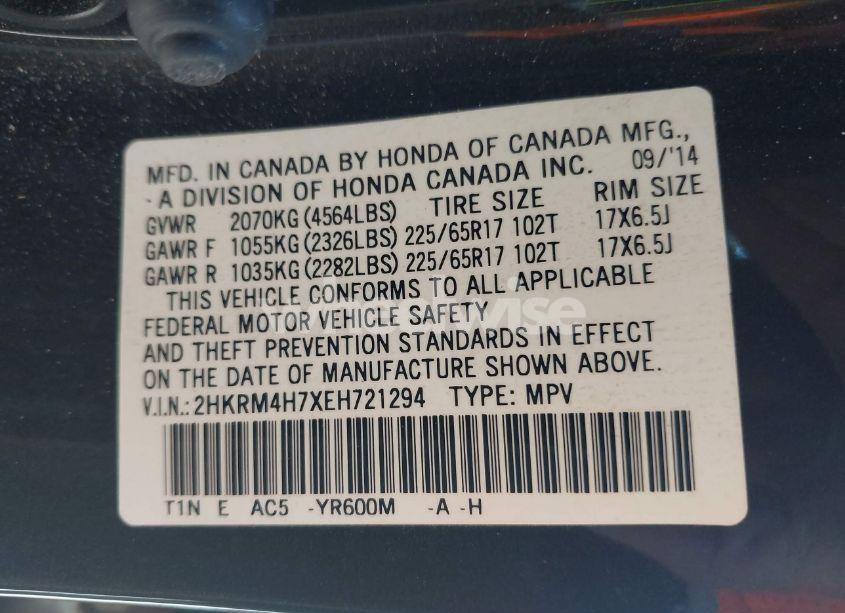 MFD. IN CANADA BY HONDA OF CANADA MFG.,
- A DIVISION OF HONDA CANADA INC. 09/'14
GVWR 2070KG (4564LBS) TIRE SIZE RIM SIZE
GAWR F 1055KG (2326LBS) 225/65R17 102T 17X6.5J
GAWR R 1035KG (2282LBS) 225/65R17 102T 17X6.5J
THIS VEHICLE CONFORMS TO ALL APPLICABLE
FEDERAL MOTOR VEHICLE SAFETY
AND THEFT PREVENTION STANDARDS IN EFFECT
ON THE DATE OF MANUFACTURE SHOWN ABOVE.
V.I.N.: 2HKRM4H7XEH721294 TYPE: MPV
T1N E AC5 -YR600M -A -H